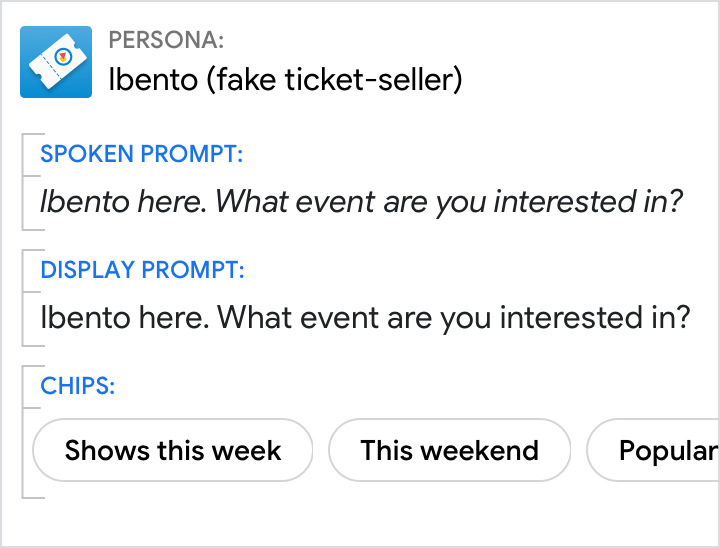 PERSONA:
Ibento (fake ticket-seller)
SPOKEN PROMPT:
Ibento here. What event are you interested in?
DISPLAY PROMPT:
Ibento here. What event are you interested in?
CHIPS:
Shows this week
This weekend
Popular